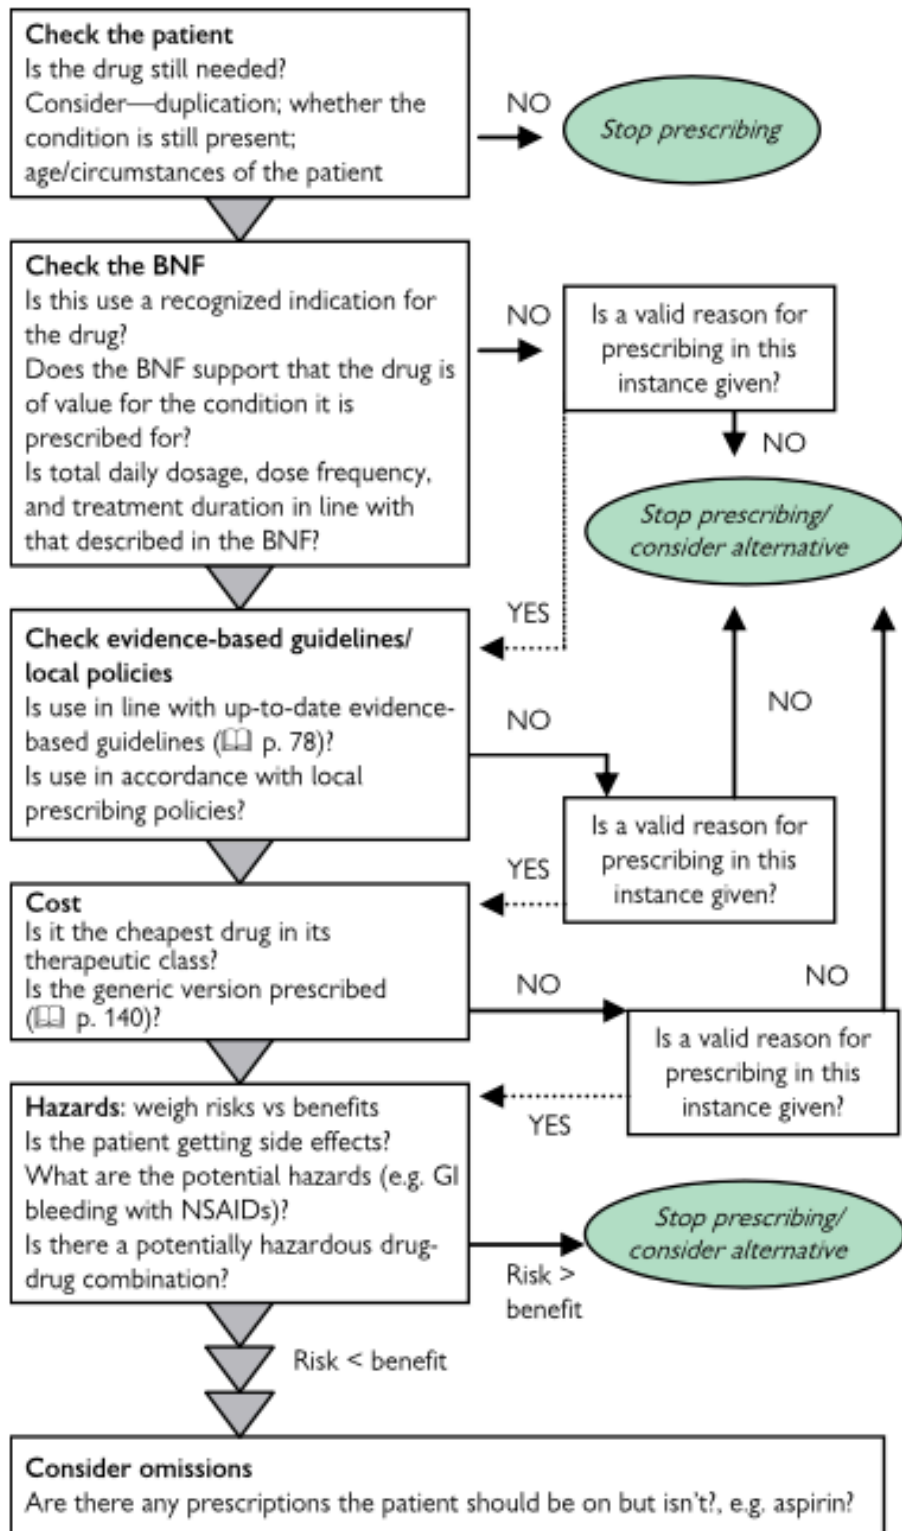 Check the patient
Is the drug still needed?
Consider—duplication; whether the
condition is still present;
age/circumstances of the patient
NO
Stop prescribing
Check the BNF
Is this use a recognized indication for
the drug?
Does the BNF support that the drug is
of value for the condition it is
prescribed for?
Is total daily dosage, dose frequency,
and treatment duration in line with
that described in the BNF?
NO
Is a valid reason for
prescribing in this
instance given?
NO
Stop prescribing/
consider alternative
YES
Check evidence-based guidelines/
local policies
Is use in line with up-to-date evidence-
based guidelines (📖 p. 78)?
Is use in accordance with local
prescribing policies?
NO
NO
Is a valid reason for
prescribing in this
instance given?
YES
Cost
Is it the cheapest drug in its
therapeutic class?
Is the generic version prescribed
(📖 p. 140)?
NO
NO
Is a valid reason for
prescribing in this
instance given?
YES
Hazards: weigh risks vs benefits
Is the patient getting side effects?
What are the potential hazards (e.g. GI
bleeding with NSAIDs)?
Is there a potentially hazardous drug-
drug combination?
Risk >
benefit
Stop prescribing/
consider alternative
Risk < benefit
Consider omissions
Are there any prescriptions the patient should be on but isn't?, e.g. aspirin?